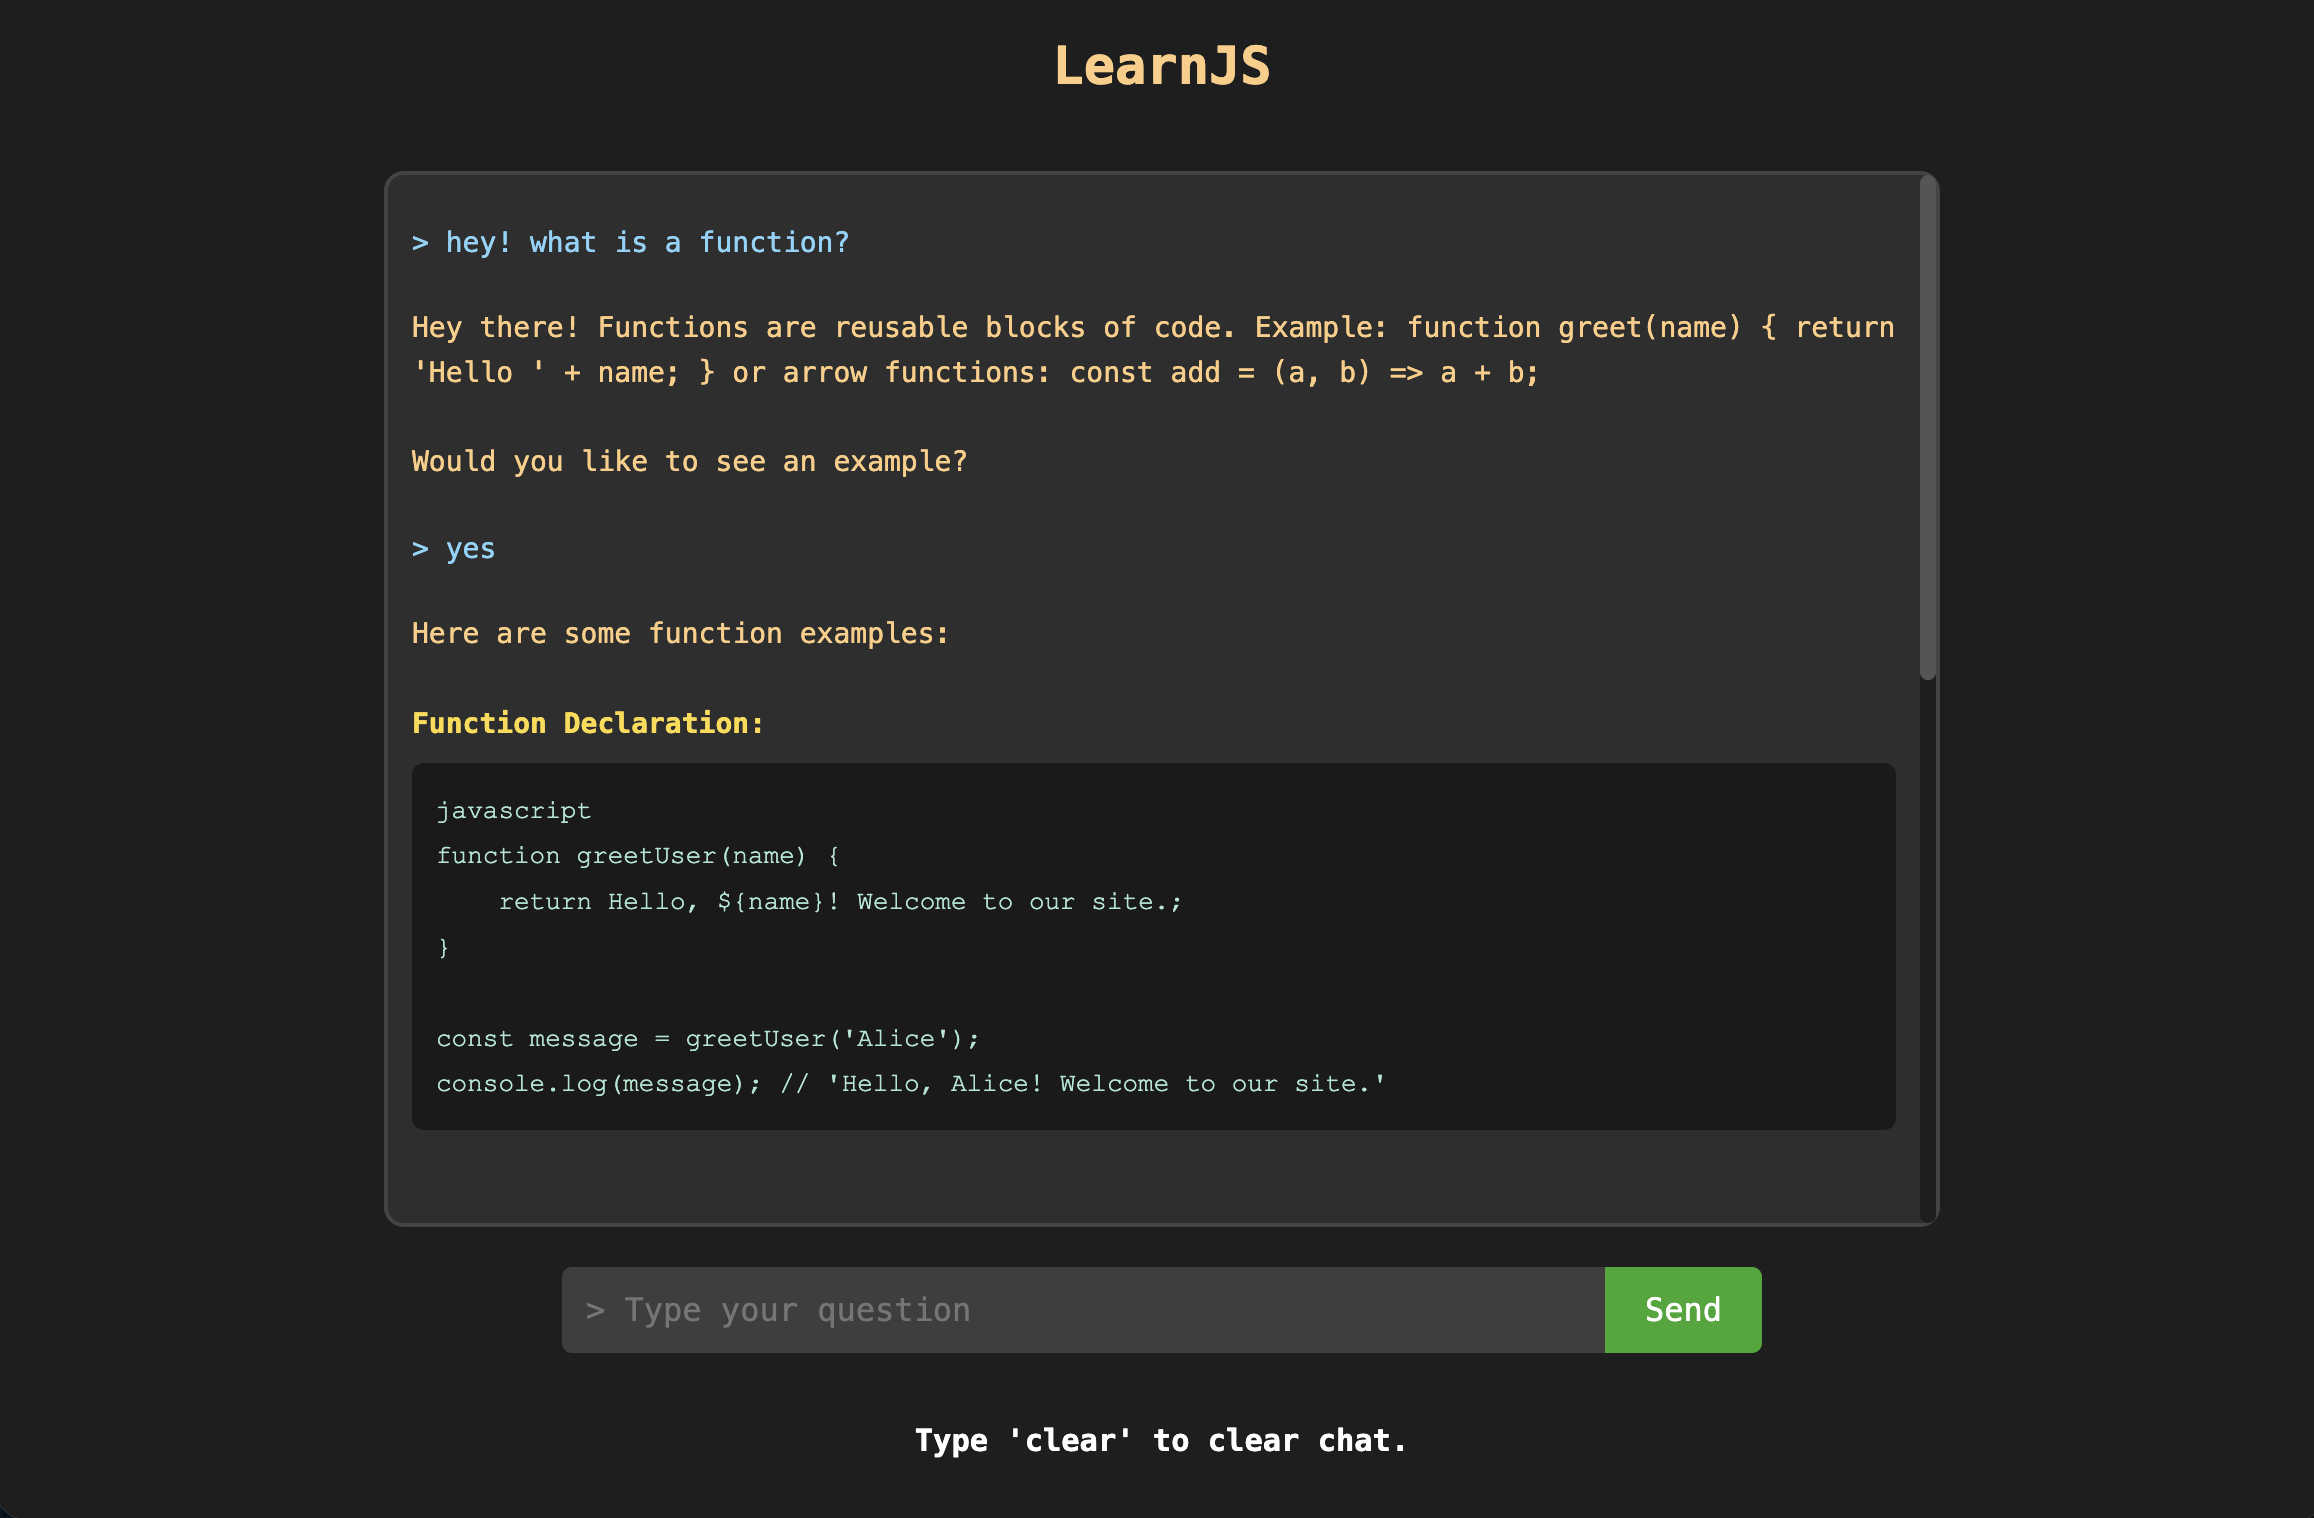 LearnJS
> hey! what is a function?
Hey there! Functions are reusable blocks of code. Example: function greet(name) { return
'Hello ' + name; } or arrow functions: const add = (a, b) => a + b;
Would you like to see an example?
> yes
Here are some function examples:
Function Declaration:
javascript
function greetUser(name) {
    return Hello, ${name}! Welcome to our site.;
}
const message = greetUser('Alice');
console.log(message); // 'Hello, Alice! Welcome to our site.'
> Type your question
Send
Type 'clear' to clear chat.